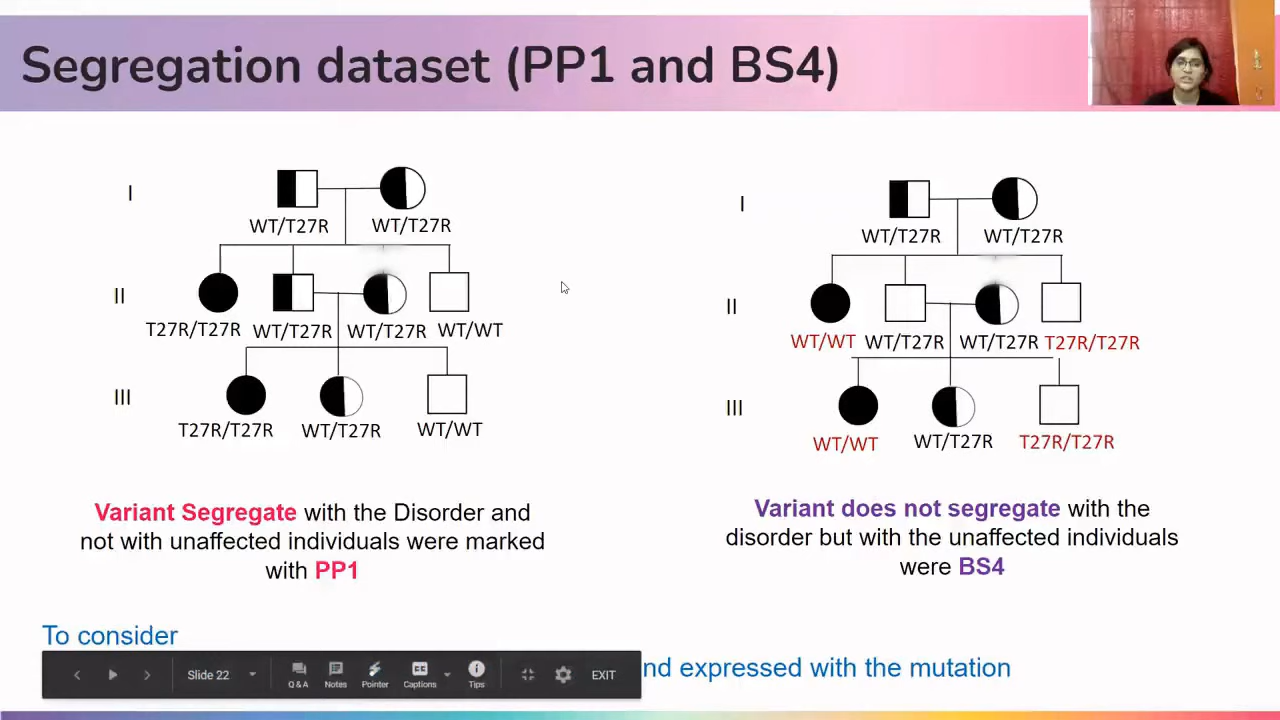 Segregation dataset (PP1 and BS4)
I
WT/T27R WT/T27R
II
T27R/T27R WT/T27R WT/T27R WT/WT
III
T27R/T27R WT/T27R WT/WT
Variant Segregate with the Disorder and
not with unaffected individuals were marked
with PP1
I
WT/T27R WT/T27R
II
WT/WT WT/T27R WT/T27R T27R/T27R
III
WT/WT WT/T27R T27R/T27R
Variant does not segregate with the
disorder but with the unaffected individuals
were BS4
To consider
nd expressed with the mutation
Slide 22
Q & A Notes Pointer Captions Tips EXIT